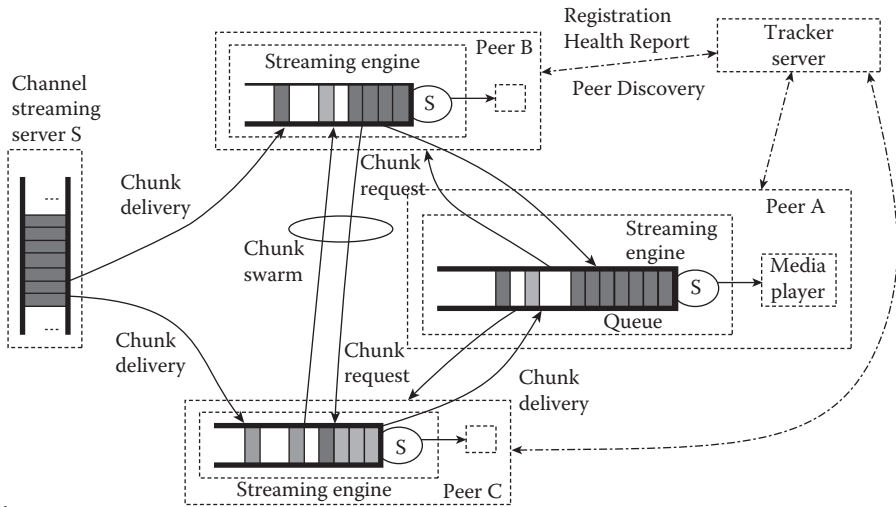 Registration
Health Report
Peer Discovery
Tracker
server
Peer B
Streaming engine
S
Channel
streaming
server S
...
...
Chunk
delivery
Chunk
request
Chunk
swarm
Peer A
Streaming
engine
S
Queue
Media
player
Chunk
delivery
Chunk
request
Chunk
delivery
S
Streaming engine
Peer C